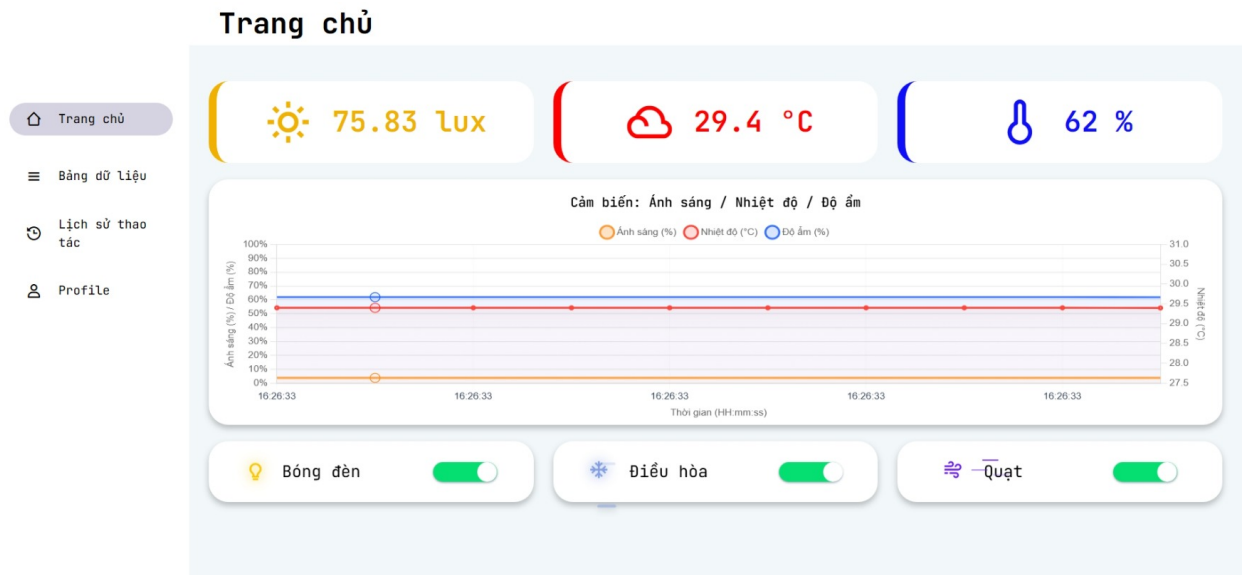 Trang chủ
Trang chủ
Bảng dữ liệu
Lịch sử thao
tác
Profile
75.83 lux
29.4 °C
62 %
Cảm biến: Ánh sáng / Nhiệt độ / Độ ẩm
Ánh sáng (%) Nhiệt độ (°C) Độ ẩm (%)
Ánh sáng (%) / Độ ẩm (%)
100%
90%
80%
70%
60%
50%
40%
30%
20%
10%
0%
31.0
30.5
30.0
29.5
29.0
28.5
28.0
27.5
Nhiệt độ (°C)
16:26:33 16:26:33 16:26:33 16:26:33 16:26:33
Thời gian (HH:mm:ss)
Bóng đèn
Điều hòa
Quạt